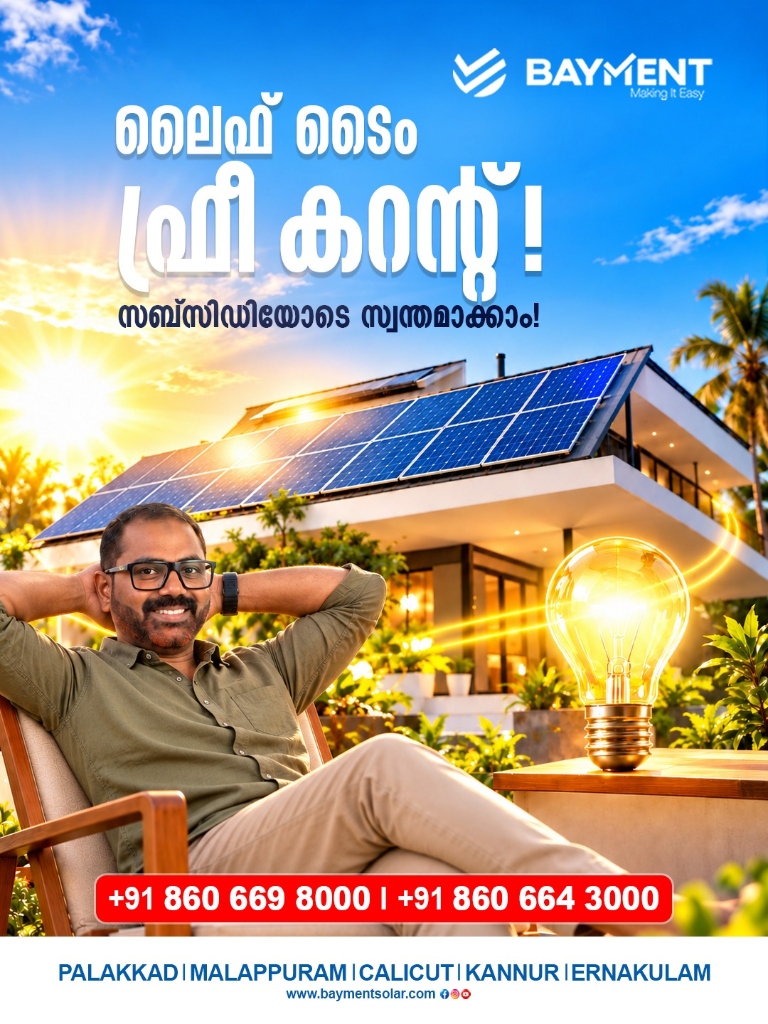 BAYMENT
Making It Easy
ലൈഫ് ടൈം
ഫ്രീ കറന്റ് !
സബ്സിഡിയോടെ സ്വന്തമാക്കാം!
+91 860 669 8000 | +91 860 664 3000
PALAKKAD|MALAPPURAM|CALICUT|KANNUR|ERNAKULAM
www.baymentsolar.com